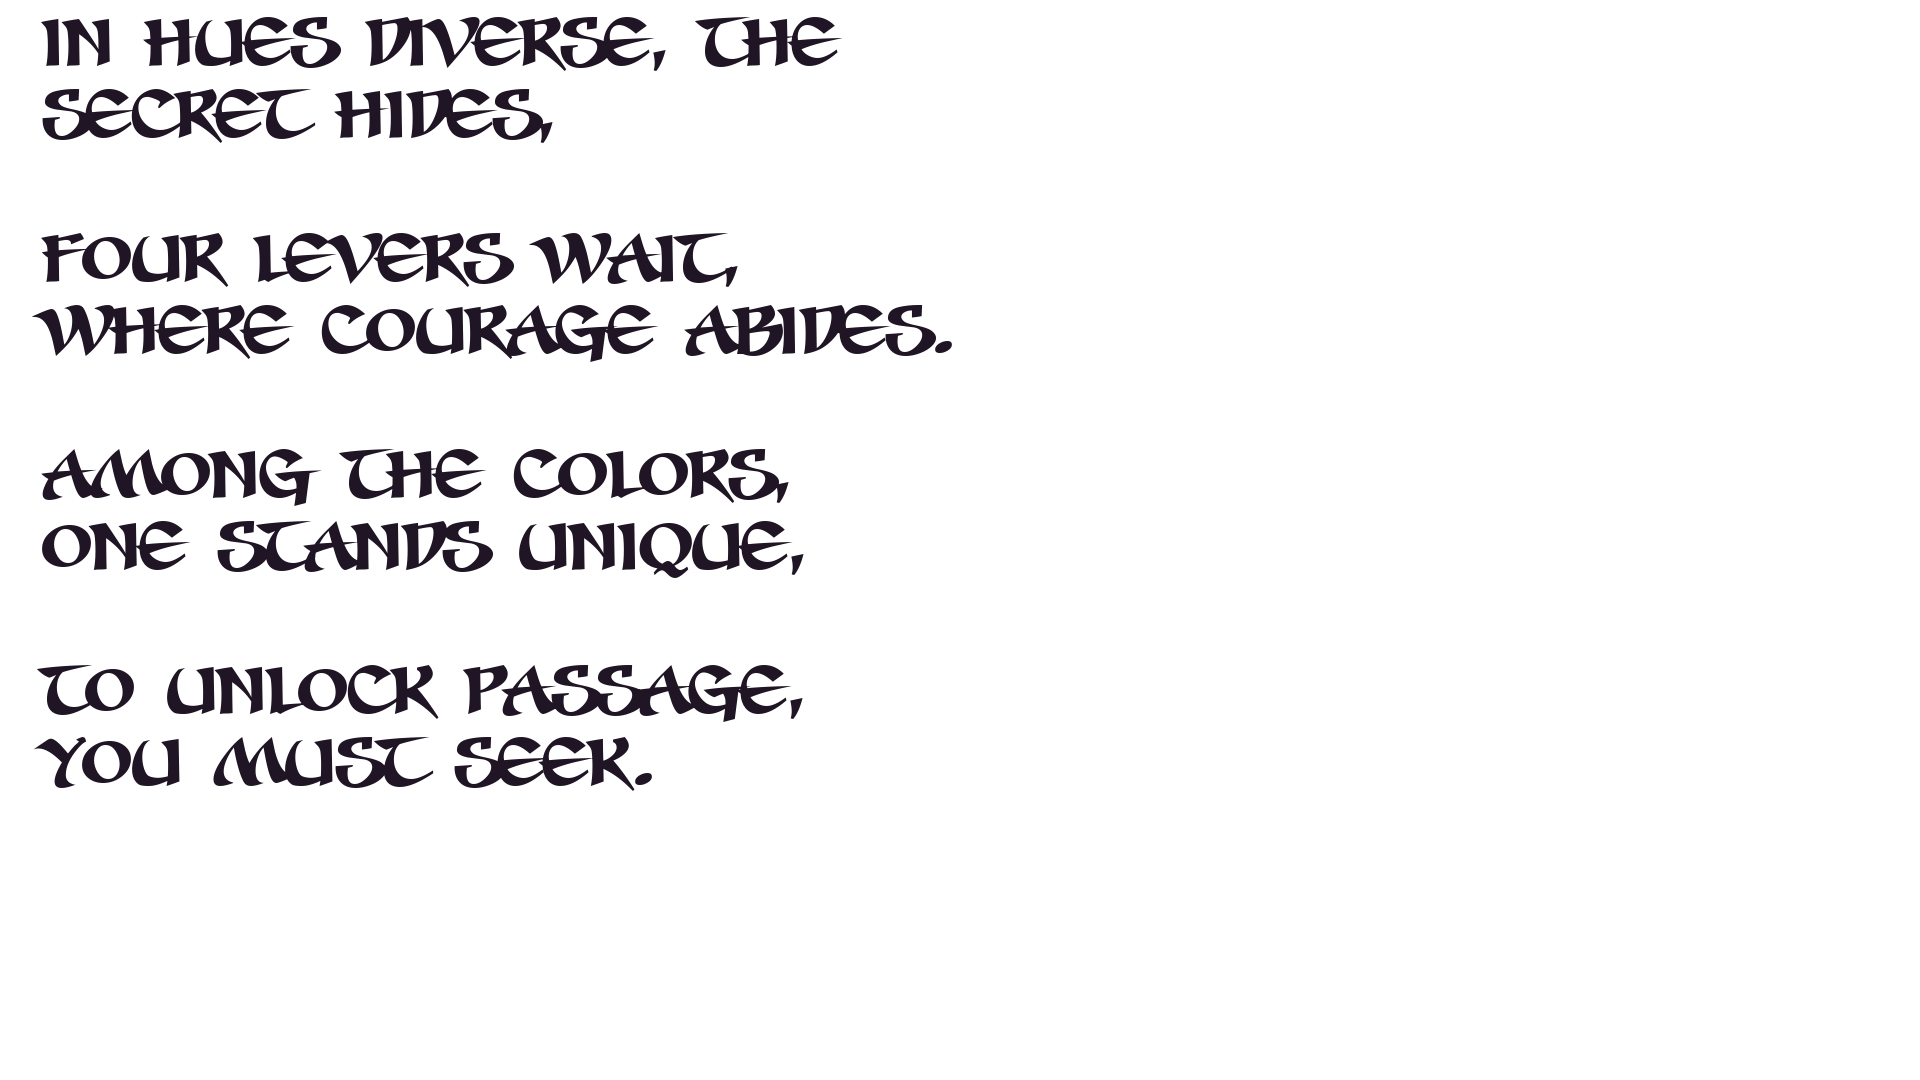 IN HUES DIVERSE, THE
SECRET HIDES,
FOUR LEVERS WAIT,
WHERE COURAGE ABIDES.
AMONG THE COLORS,
ONE STANDS UNIQUE,
TO UNLOCK PASSAGE,
YOU MUST SEEK.